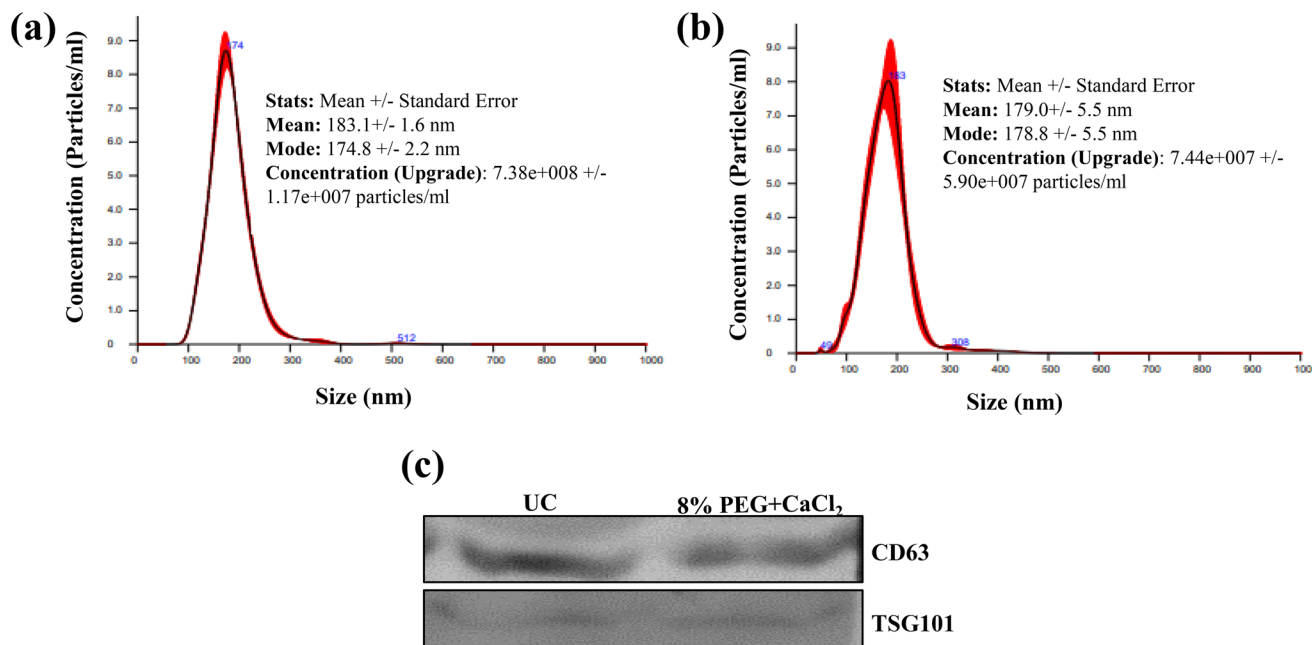 (a)
Concentration (Particles/ml)
9.0
8.0
7.0
6.0
5.0
4.0
3.0
2.0
1.0
0
174
512
Stats: Mean +/- Standard Error
Mean: 183.1+/- 1.6 nm
Mode: 174.8 +/- 2.2 nm
Concentration (Upgrade): 7.38e+008 +/-
1.17e+007 particles/ml
0 100 200 300 400 500 600 700 800 900 1000
Size (nm)
(b)
Concentration (Particles/ml)
9.0
8.0
7.0
6.0
5.0
4.0
3.0
2.0
1.0
0
183
49
308
Stats: Mean +/- Standard Error
Mean: 179.0+/- 5.5 nm
Mode: 178.8 +/- 5.5 nm
Concentration (Upgrade): 7.44e+007 +/-
5.90e+007 particles/ml
0 100 200 300 400 500 600 700 800 900 100
Size (nm)
(c)
UC 8% PEG+CaCl₂
CD63
TSG101